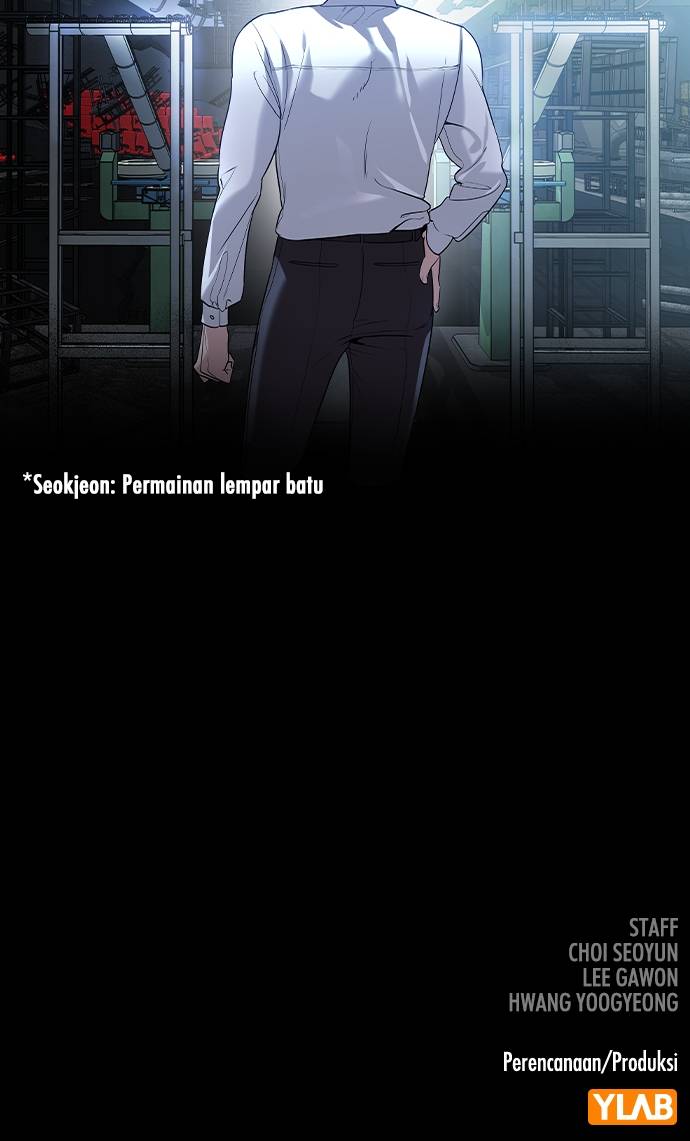 *Seokjeon: Permainan lempar batu
STAFF
CHOI SEOYUN
LEE GAWON
HWANG YOOGYEONG
Perencanaan/Produksi
YLAB